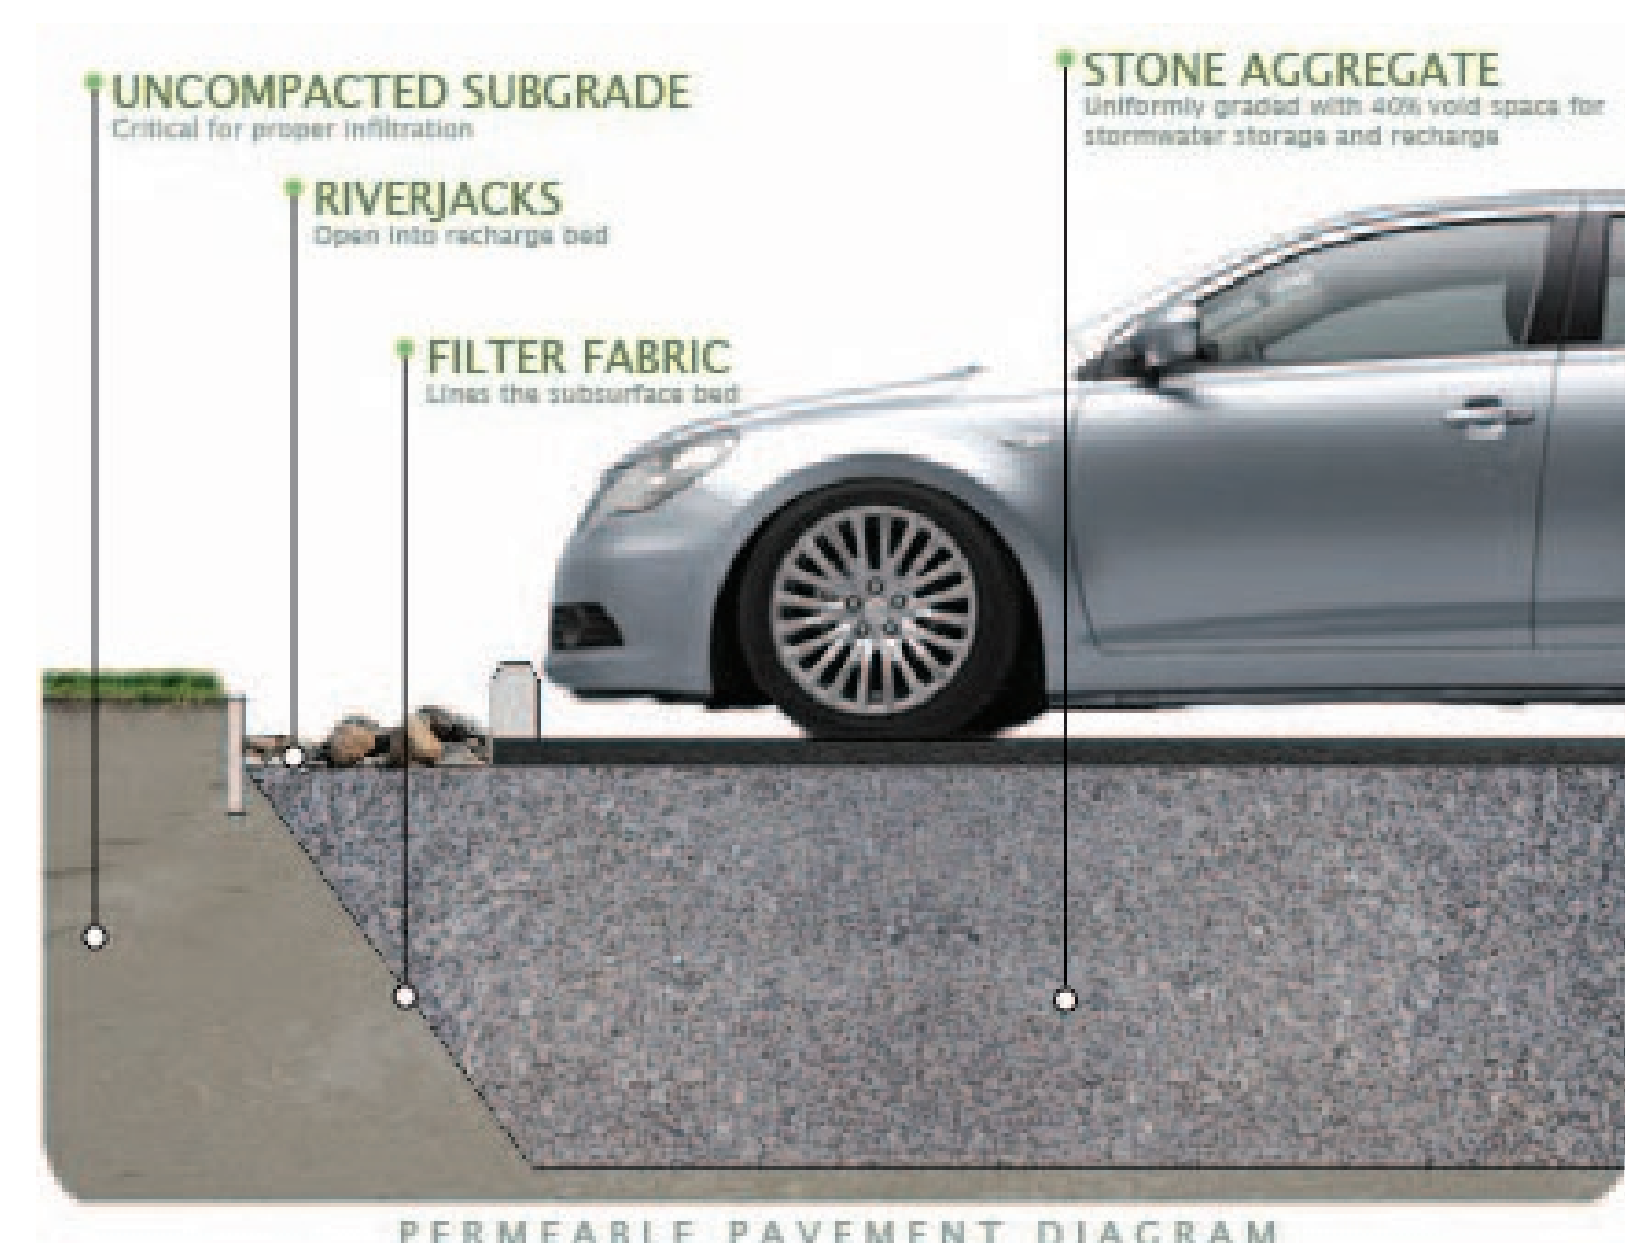 UNCOMPACTED SUBGRADE
Critical for proper infiltration
STONE AGGREGATE
Uniformly graded with 40% void space for
stormwater storage and recharge
RIVERJACKS
Open into recharge bed
FILTER FABRIC
Lines the subsurface bed
PERMEABLE PAVEMENT DIAGRAM